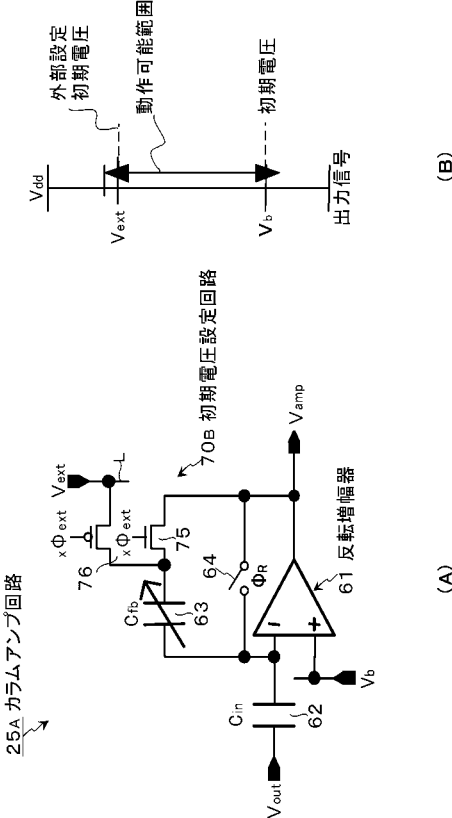 25A カラムアンプ回路
Vext
L
xΦext
76
xΦext
75
70B 初期電圧設定回路
Cfb
63
64
ΦR
Vout
Cin
62
−
+
61 反転増幅器
Vamp
Vb
(A)
Vdd
外部設定
初期電圧
Vext
動作可能範囲
Vb
初期電圧
出力信号
(B)